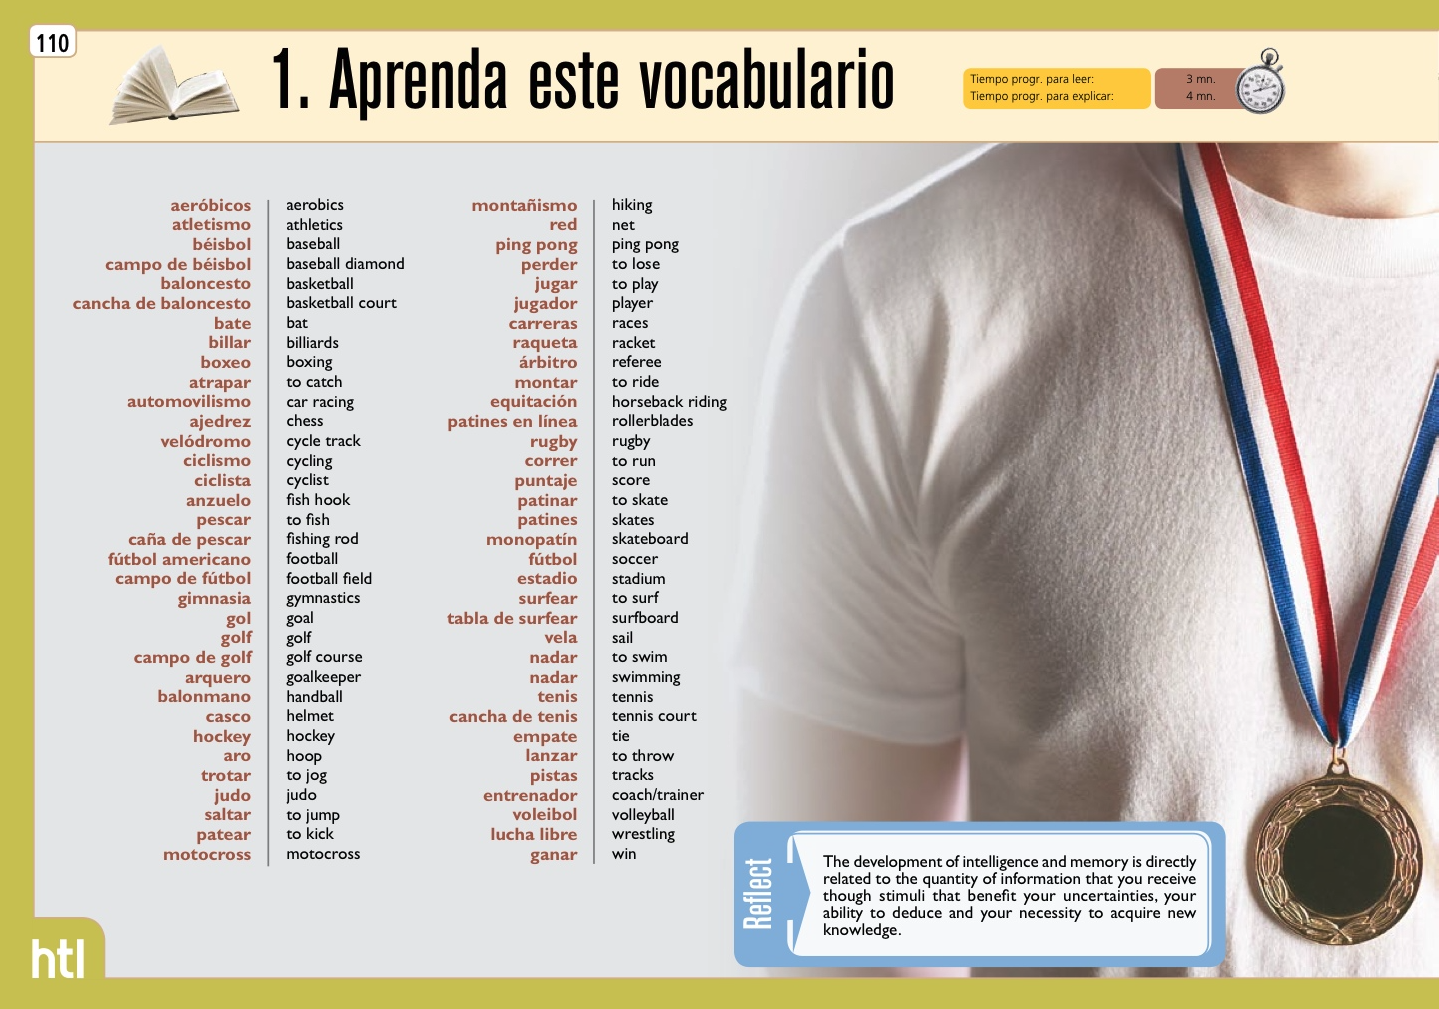 110
1. Aprenda este vocabulario
Tiempo progr. para leer: 3 mn.
Tiempo progr. para explicar: 4 mn.
aeróbicos aerobics
atletismo athletics
béisbol baseball
campo de béisbol baseball diamond
baloncesto basketball
cancha de baloncesto basketball court
bate bat
billar billiards
boxeo boxing
atrapar to catch
automovilismo car racing
ajedrez chess
velódromo cycle track
ciclismo cycling
ciclista cyclist
anzuelo fish hook
pescar to fish
caña de pescar fishing rod
fútbol americano football
campo de fútbol football field
gimnasia gymnastics
gol goal
golf golf
campo de golf golf course
arquero goalkeeper
balonmano handball
casco helmet
hockey hockey
aro hoop
trotar to jog
judo judo
saltar to jump
patear to kick
motocross motocross
montañismo hiking
red net
ping pong ping pong
perder to lose
jugar to play
jugador player
carreras races
raqueta racket
árbitro referee
montar to ride
equitación horseback riding
patines en línea rollerblades
rugby rugby
correr to run
puntaje score
patinar to skate
patines skates
monopatín skateboard
fútbol soccer
estadio stadium
surfear to surf
tabla de surfear surfboard
vela sail
nadar to swim
nadar swimming
tenis tennis
cancha de tenis tennis court
empate tie
lanzar to throw
pistas tracks
entrenador coach/trainer
voleibol volleyball
lucha libre wrestling
ganar win
Reflect
The development of intelligence and memory is directly
related to the quantity of information that you receive
though stimuli that benefit your uncertainties, your
ability to deduce and your necessity to acquire new
knowledge.
htl